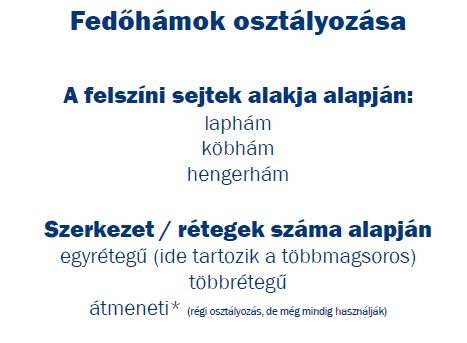 Fedőhámok osztályozása
A felszíni sejtek alakja alapján:
laphám
köbhám
hengerhám
Szerkezet / rétegek száma alapján
egyrétegű (ide tartozik a többmagsoros)
többrétegű
átmeneti* (régi osztályozás, de még mindig használják)